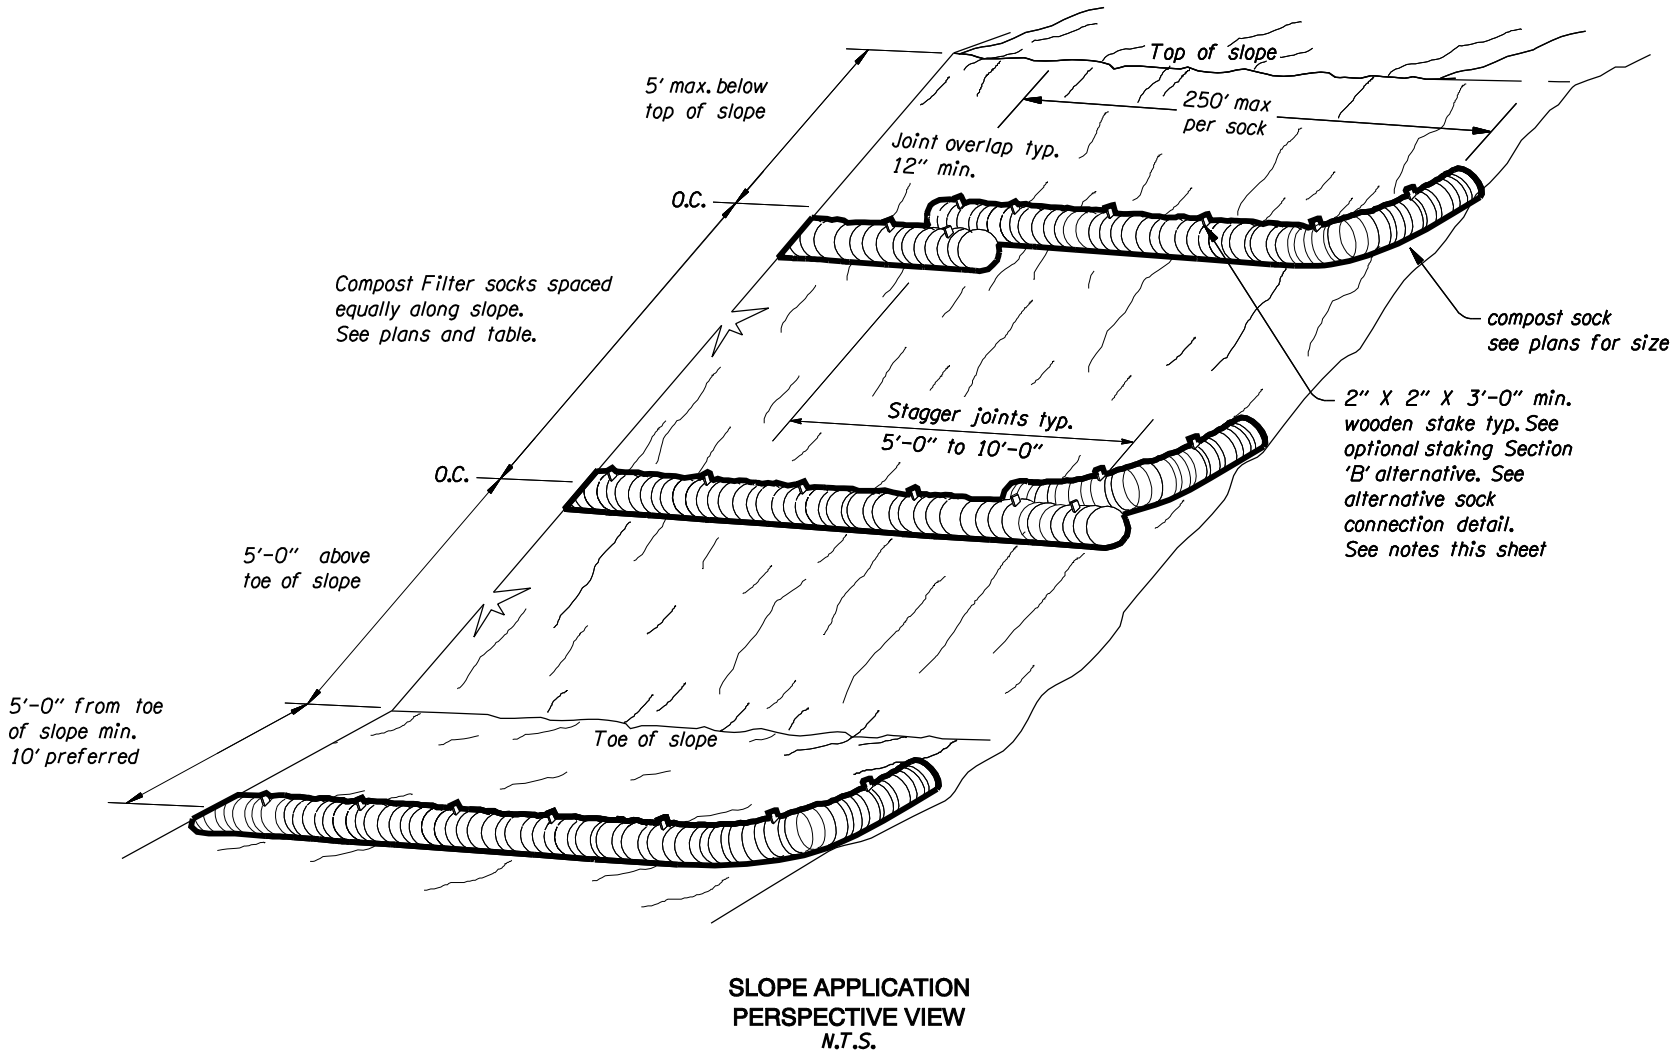 Top of slope
5' max. below
top of slope
250' max
per sock
Joint overlap typ.
12" min.
O.C.
Compost Filter socks spaced
equally along slope.
See plans and table.
compost sock
see plans for size
2" X 2" X 3'-0" min.
wooden stake typ. See
optional staking Section
'B' alternative. See
alternative sock
connection detail.
See notes this sheet
Stagger joints typ.
5'-0" to 10'-0"
O.C.
5'-0" above
toe of slope
5'-0" from toe
of slope min.
10' preferred
Toe of slope
SLOPE APPLICATION
PERSPECTIVE VIEW
N.T.S.